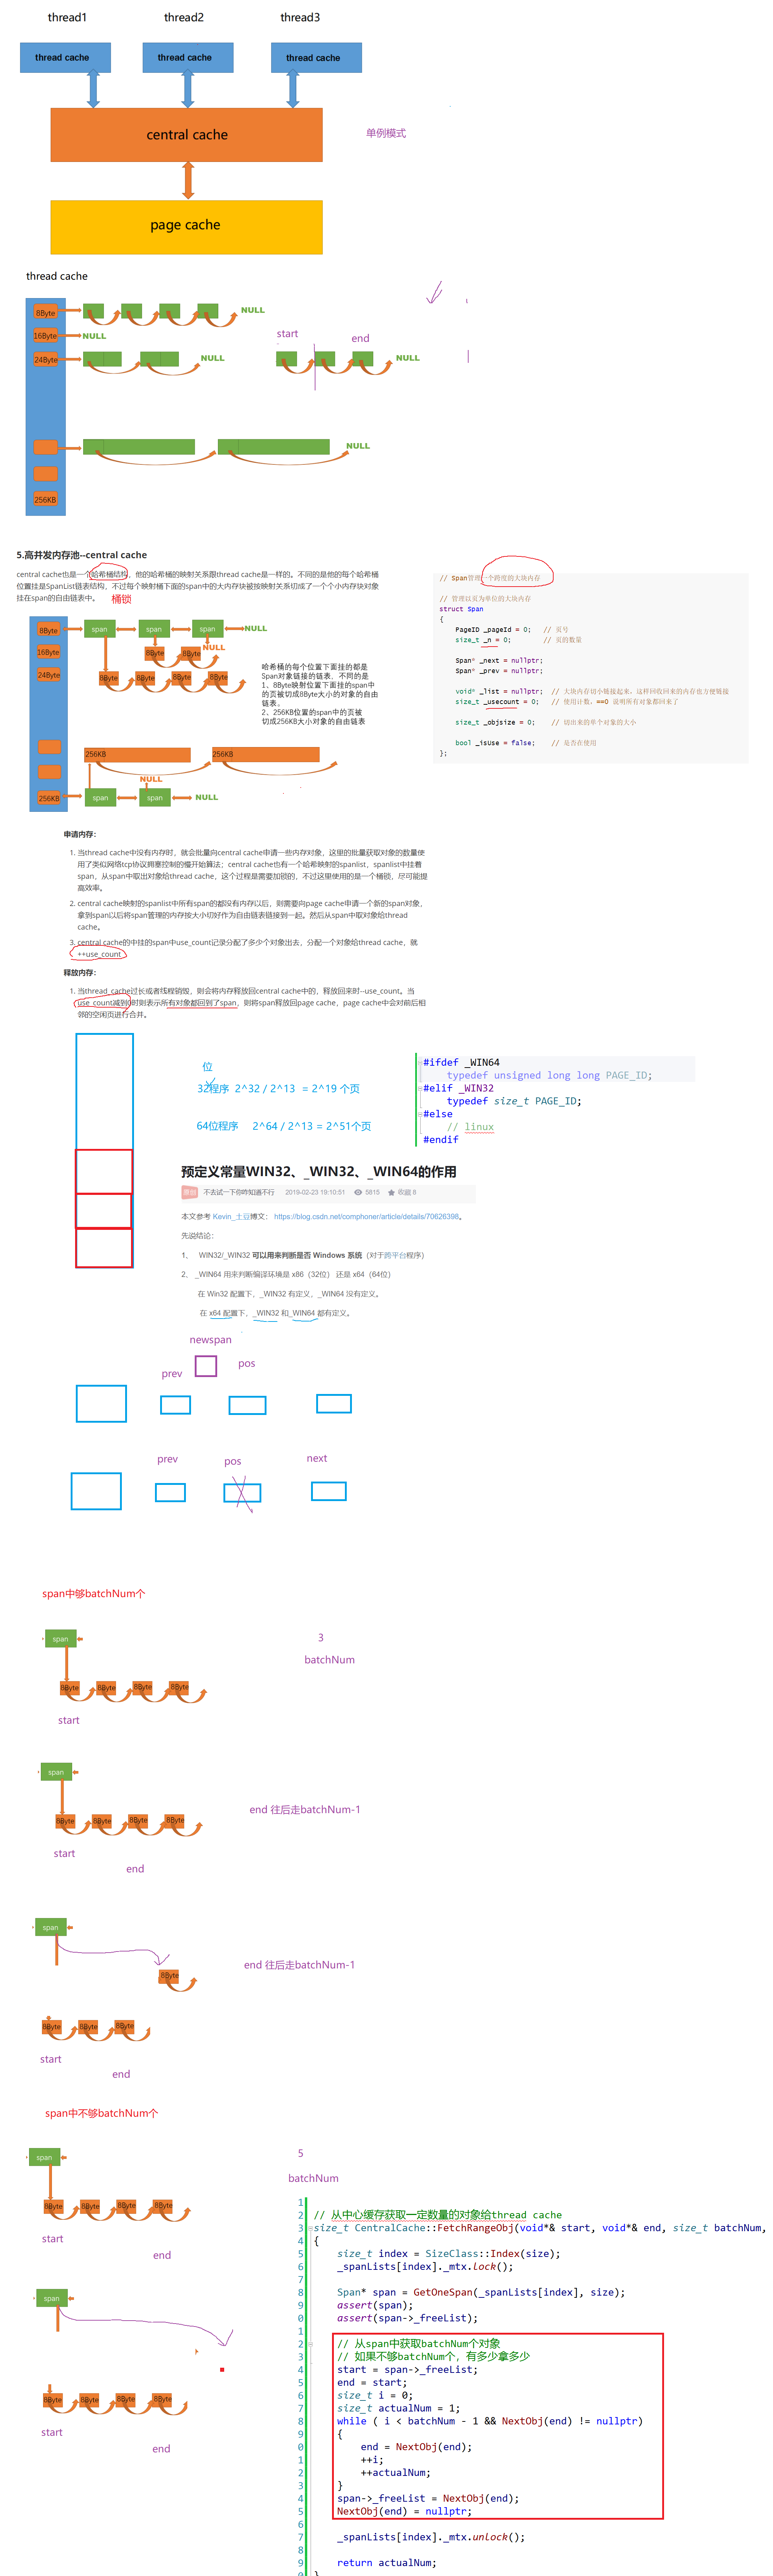 thread1 thread2 thread3
thread cache thread cache thread cache
central cache
单例模式
page cache
thread cache
8Byte NULL
16Byte NULL
start end
24Byte NULL NULL
NULL
256KB
5.高并发内存池--central cache
central cache也是一个哈希桶结构，他的哈希桶的映射关系跟thread cache是一样的。不同的是他的每个哈希桶
位置挂是SpanList链表结构，不过每个映射桶下面的span中的大内存块被按映射关系切成了一个个小内存块对象
挂在span的自由链表中。
桶锁
8Byte span span span NULL
16Byte 8Byte 8Byte NULL
24Byte 8Byte 8Byte 8Byte 8Byte
哈希桶的每个位置下面挂的都是
Span对象链接的链表，不同的是
1、8Byte映射位置下面挂的span中
的页被切成8Byte大小的对象的自由
链表。
2、256KB位置的span中的页被
切成256KB大小对象的自由链表
256KB 256KB
NULL
256KB span span NULL
// Span管理一个跨度的大块内存
// 管理以页为单位的大块内存
struct Span
{
PageID _pageId = 0; // 页号
size_t _n = 0; // 页的数量
Span* _next = nullptr;
Span* _prev = nullptr;
void* _list = nullptr; // 大块内存切小链接起来，这样回收回来的内存也方便链接
size_t _usecount = 0; // 使用计数，==0 说明所有对象都回来了
size_t _objsize = 0; // 切出来的单个对象的大小
bool _isUse = false; // 是否在使用
};
申请内存：
1. 当thread cache中没有内存时，就会批量向central cache申请一些内存对象，这里的批量获取对象的数量使
用了类似网络tcp协议拥塞控制的慢开始算法；central cache也有一个哈希映射的spanlist，spanlist中挂着
span，从span中取出对象给thread cache，这个过程是需要加锁的，不过这里使用的是一个桶锁，尽可能提
高效率。
2. central cache映射的spanlist中所有span的都没有内存以后，则需要向page cache申请一个新的span对象，
拿到span以后将span管理的内存按大小切好作为自由链表链接到一起。然后从span中取对象给thread
cache。
3. central cache的中挂的span中use_count记录分配了多少个对象出去，分配一个对象给thread cache，就
++use_count
释放内存：
1. 当thread_cache过长或者线程销毁，则会将内存释放回central cache中的，释放回来时--use_count。当
use_count减到0时则表示所有对象都回到了span，则将span释放回page cache，page cache中会对前后相
邻的空闲页进行合并。
位
32程序 2^32 / 2^13 = 2^19 个页
64位程序 2^64 / 2^13 = 2^51个页
#ifdef _WIN64
typedef unsigned long long PAGE_ID;
#elif _WIN32
typedef size_t PAGE_ID;
#else
// linux
#endif
预定义常量WIN32、_WIN32、_WIN64的作用
不去试一下你咋知道不行 2019-02-23 19:10:51 5815 收藏 8
本文参考 Kevin_土豆博文： https://blog.csdn.net/comphoner/article/details/70626398。
先说结论：
1、 WIN32/_WIN32 可以用来判断是否 Windows 系统（对于跨平台程序）
2、 _WIN64 用来判断编译环境是 x86（32位） 还是 x64（64位）
在 Win32 配置下，_WIN32 有定义，_WIN64 没有定义。
在 x64 配置下，_WIN32 和_WIN64 都有定义。
newspan
prev pos
prev pos next
span中够batchNum个
span 3
batchNum
8Byte 8Byte 8Byte 8Byte
start
span
end 往后走batchNum-1
8Byte 8Byte 8Byte 8Byte
start
end
span
end 往后走batchNum-1
8Byte
8Byte 8Byte 8Byte
start
end
span中不够batchNum个
span 5
batchNum
8Byte 8Byte 8Byte 8Byte
start
end
span
8Byte 8Byte 8Byte 8Byte
start
end
1
2 // 从中心缓存获取一定数量的对象给thread cache
3 size_t CentralCache::FetchRangeObj(void*& start, void*& end, size_t batchNum,
4 {
5 size_t index = SizeClass::Index(size);
6 _spanLists[index]._mtx.lock();
7
8 Span* span = GetOneSpan(_spanLists[index], size);
9 assert(span);
0 assert(span->_freeList);
1
2 // 从span中获取batchNum个对象
3 // 如果不够batchNum个，有多少拿多少
4 start = span->_freeList;
5 end = start;
6 size_t i = 0;
7 size_t actualNum = 1;
8 while ( i < batchNum - 1 && NextObj(end) != nullptr)
9 {
0 end = NextObj(end);
1 ++i;
2 ++actualNum;
3 }
4 span->_freeList = NextObj(end);
5 NextObj(end) = nullptr;
6
7 _spanLists[index]._mtx.unlock();
8
9 return actualNum;
0 }